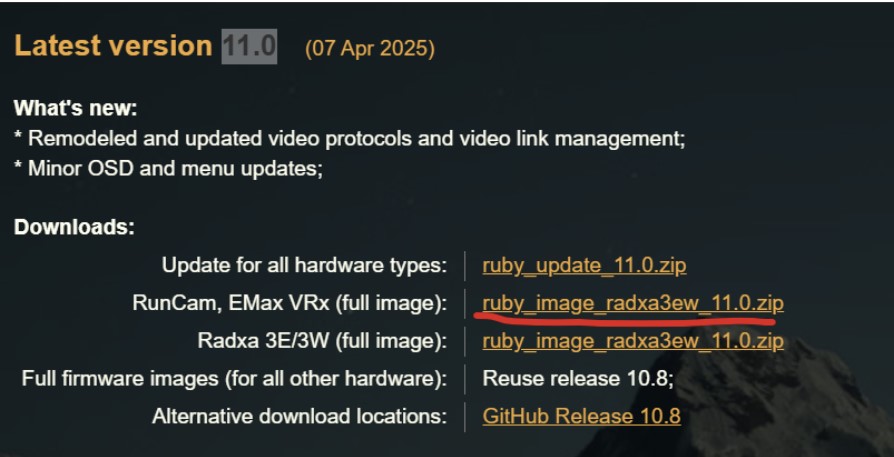 Latest version 11.0 (07 Apr 2025)
What's new:
* Remodeled and updated video protocols and video link management;
* Minor OSD and menu updates;
Downloads:
Update for all hardware types: ruby_update_11.0.zip
RunCam, EMax VRx (full image): ruby_image_radxa3ew_11.0.zip
Radxa 3E/3W (full image): ruby_image_radxa3ew_11.0.zip
Full firmware images (for all other hardware): Reuse release 10.8;
Alternative download locations: GitHub Release 10.8